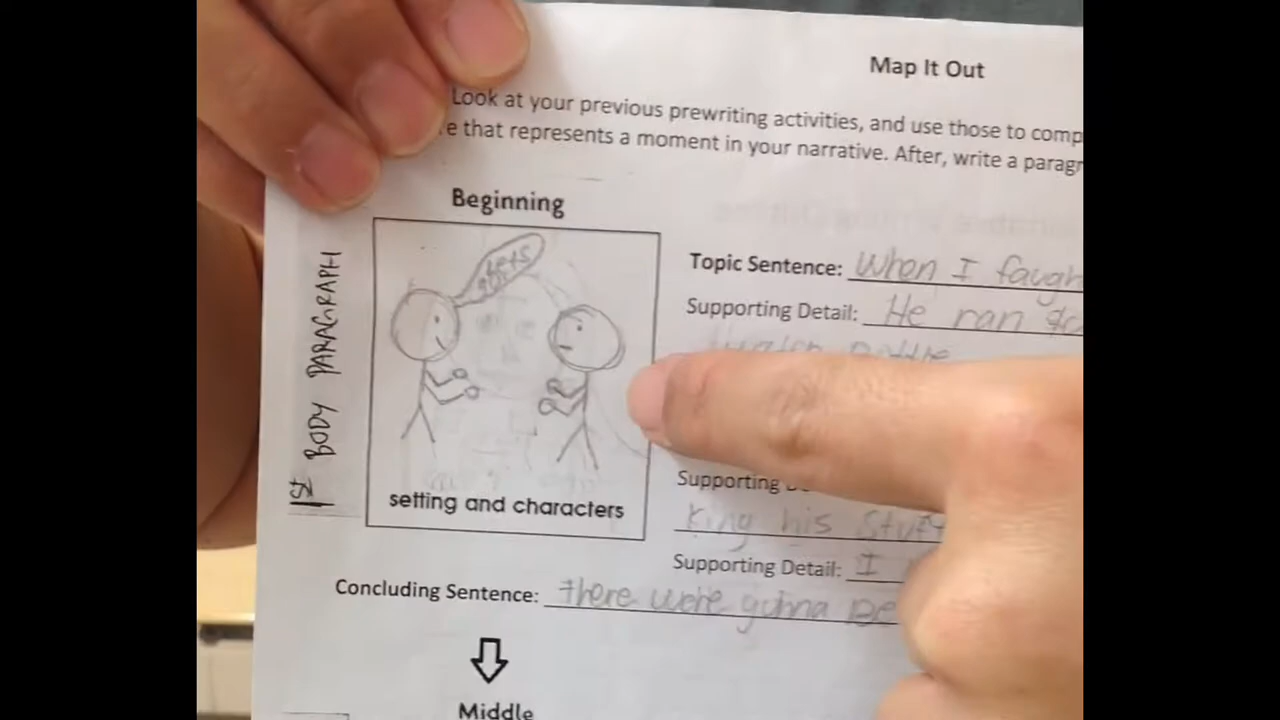 Map It Out
Look at your previous prewriting activities, and use those to comp
e that represents a moment in your narrative. After, write a paragr
Beginning
1st BODY PARAGRAPH
setting and characters
Topic Sentence: When I faugh
Supporting Detail: He ran
Supporting
King his Stuff
Supporting Detail: I
Concluding Sentence: there were gonna Be
Middle